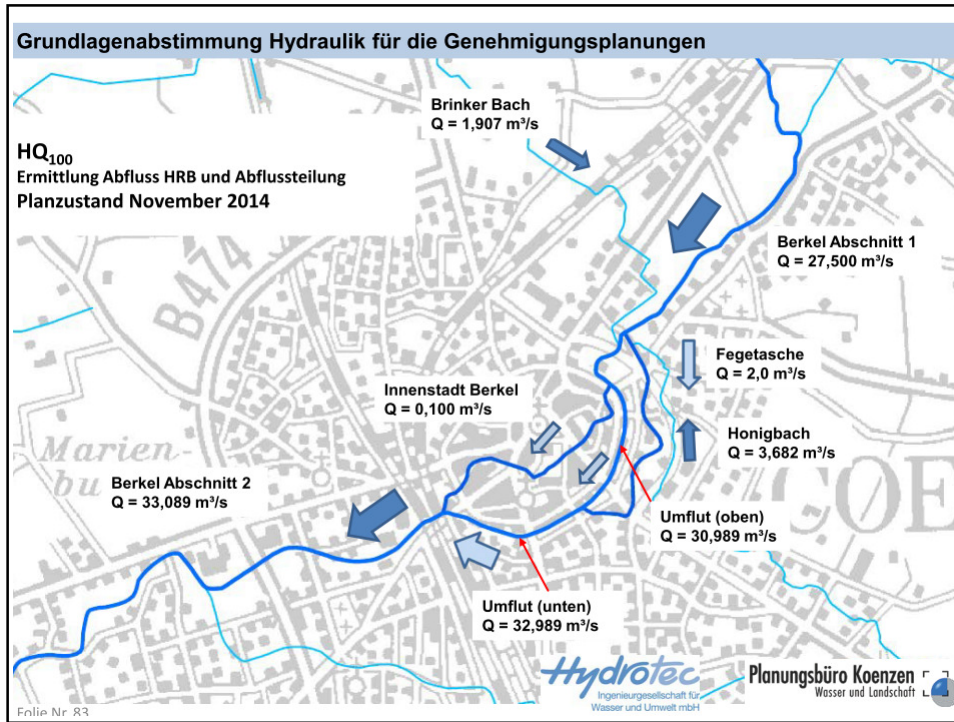 Grundlagenabstimmung Hydraulik für die Genehmigungsplanungen
Brinker Bach
Q = 1,907 m³/s
HQ100
Ermittlung Abfluss HRB und Abflussteilung
Planzustand November 2014
B474
Berkel Abschnitt 1
Q = 27,500 m³/s
Fegetasche
Q = 2,0 m³/s
Innenstadt Berkel
Q = 0,100 m³/s
Honigbach
Q = 3,682 m³/s
Marien-
bu
COE
Berkel Abschnitt 2
Q = 33,089 m³/s
Umflut (oben)
Q = 30,989 m³/s
Umflut (unten)
Q = 32,989 m³/s
Hydrotec
Ingenieurgesellschaft für
Wasser und Umwelt mbH
Planungsbüro Koenzen
Wasser und Landschaft
Folie Nr. 83